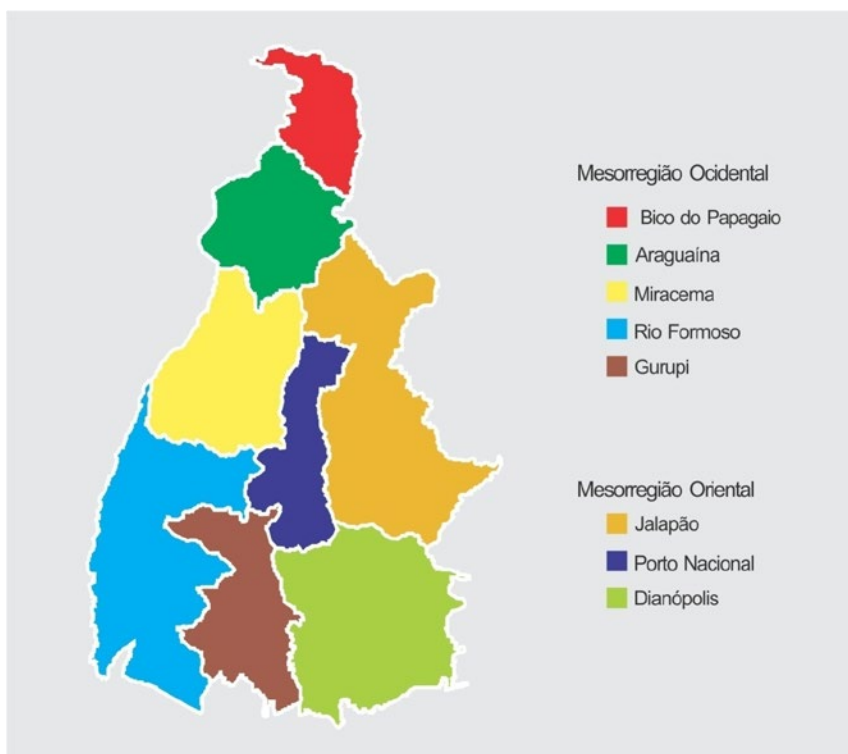 Mesorregião Ocidental
Bico do Papagaio
Araguaína
Miracema
Rio Formoso
Gurupi
Mesorregião Oriental
Jalapão
Porto Nacional
Dianópolis